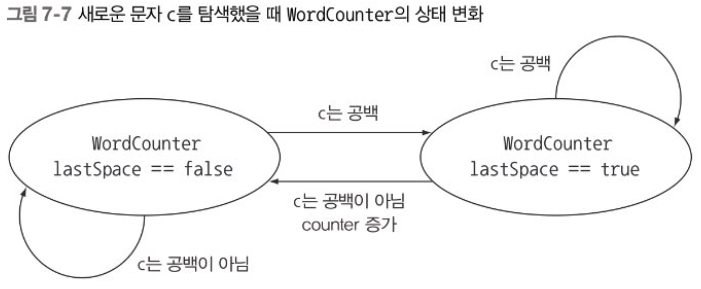 그림 7-7 새로운 문자 c를 탐색했을 때 WordCounter의 상태 변화
c는 공백
c는 공백
WordCounter
lastSpace == false
WordCounter
lastSpace == true
c는 공백이 아님
counter 증가
c는 공백이 아님